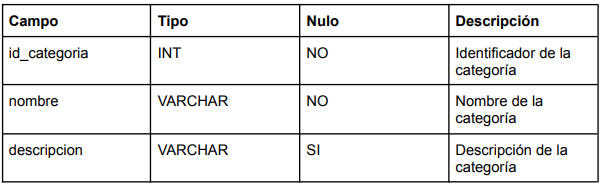 Campo Tipo Nulo Descripción
id_categoria INT NO Identificador de la
categoría
nombre VARCHAR NO Nombre de la
categoría
descripcion VARCHAR SI Descripción de la
categoría